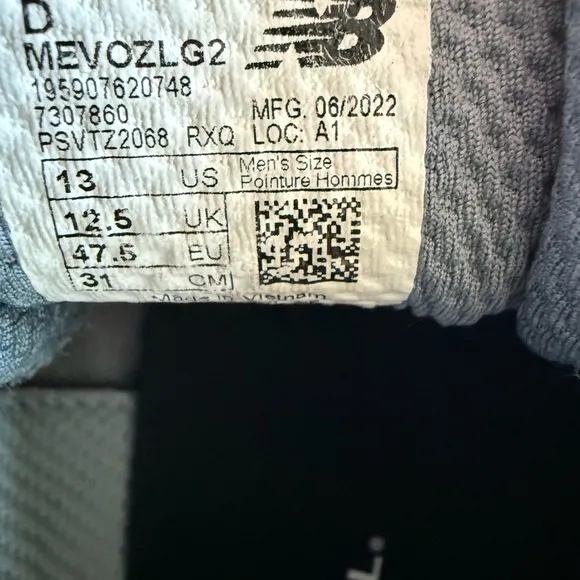 D
MEVOZLG2
NB
195907620748
7307860 MFG. 06/2022
PSVTZ2068 RXQ LOC: A1
13 US Men's Size
Pointure Hommes
12.5 UK
47.5 EU
31 CM
Made in Vietnam
L.